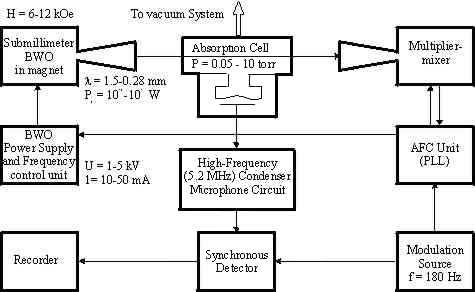 H = 6-12 kOe
To vacuum System
Submillimeter
BWO
in magnet
Absorption Cell
P = 0.05 - 10 torr
Multiplier-
mixer
λ = 1.5-0.28 mm
W
BWO
Power Supply
and Frequency
control unit
U = 1-5 kV
1= 10-50 mA
High-Frequency
(5.2 MHz) Condenser
Microphone Circuit
AFC Unit
(PLL)
Recorder
Synchronous
Detector
Modulation
Source
f = 180 Hz